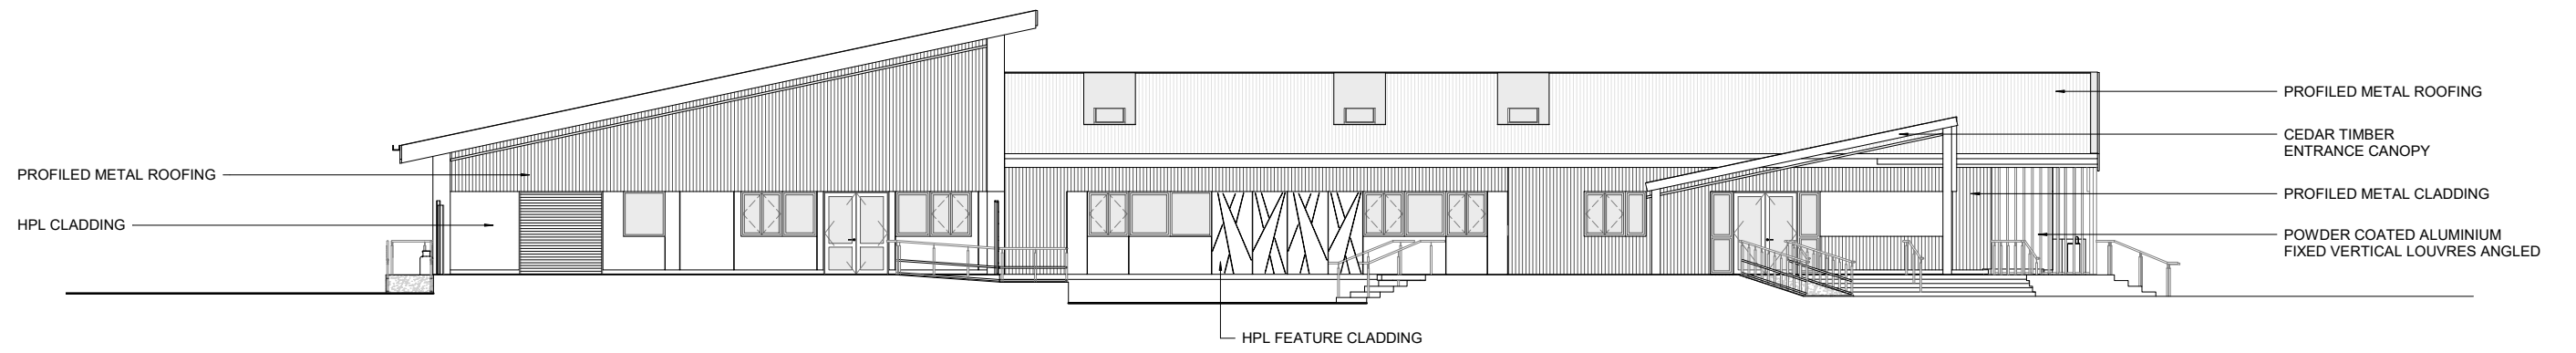 PROFILED METAL ROOFING
HPL CLADDING
HPL FEATURE CLADDING
PROFILED METAL ROOFING
CEDAR TIMBER
ENTRANCE CANOPY
PROFILED METAL CLADDING
POWDER COATED ALUMINIUM
FIXED VERTICAL LOUVRES ANGLED